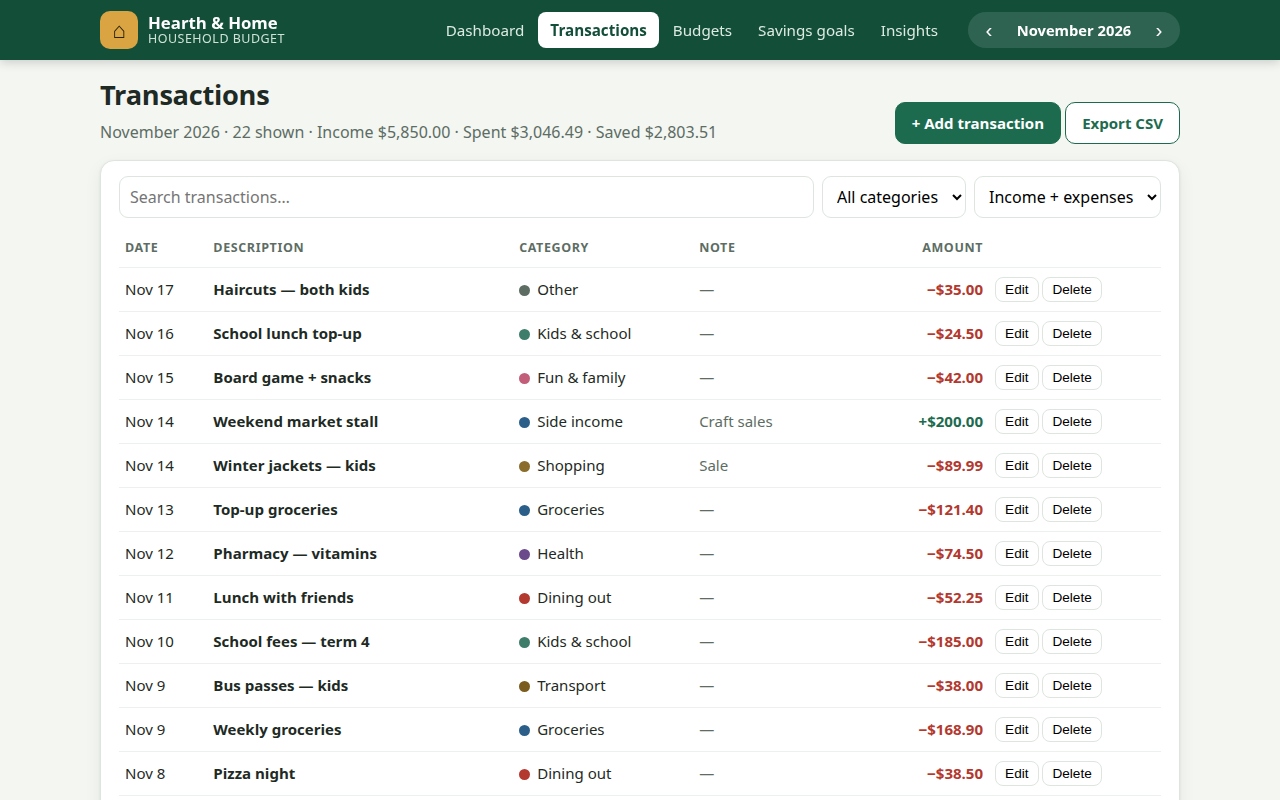 Hearth & Home
HOUSEHOLD BUDGET
Dashboard Transactions Budgets Savings goals Insights ‹ November 2026 ›
Transactions
November 2026 · 22 shown · Income $5,850.00 · Spent $3,046.49 · Saved $2,803.51
+ Add transaction Export CSV
Search transactions... All categories Income + expenses
DATE DESCRIPTION CATEGORY NOTE AMOUNT
Nov 17 Haircuts — both kids Other — −$35.00 Edit Delete
Nov 16 School lunch top-up Kids & school — −$24.50 Edit Delete
Nov 15 Board game + snacks Fun & family — −$42.00 Edit Delete
Nov 14 Weekend market stall Side income Craft sales +$200.00 Edit Delete
Nov 14 Winter jackets — kids Shopping Sale −$89.99 Edit Delete
Nov 13 Top-up groceries Groceries — −$121.40 Edit Delete
Nov 12 Pharmacy — vitamins Health — −$74.50 Edit Delete
Nov 11 Lunch with friends Dining out — −$52.25 Edit Delete
Nov 10 School fees — term 4 Kids & school — −$185.00 Edit Delete
Nov 9 Bus passes — kids Transport — −$38.00 Edit Delete
Nov 9 Weekly groceries Groceries — −$168.90 Edit Delete
Nov 8 Pizza night Dining out — −$38.50 Edit Delete